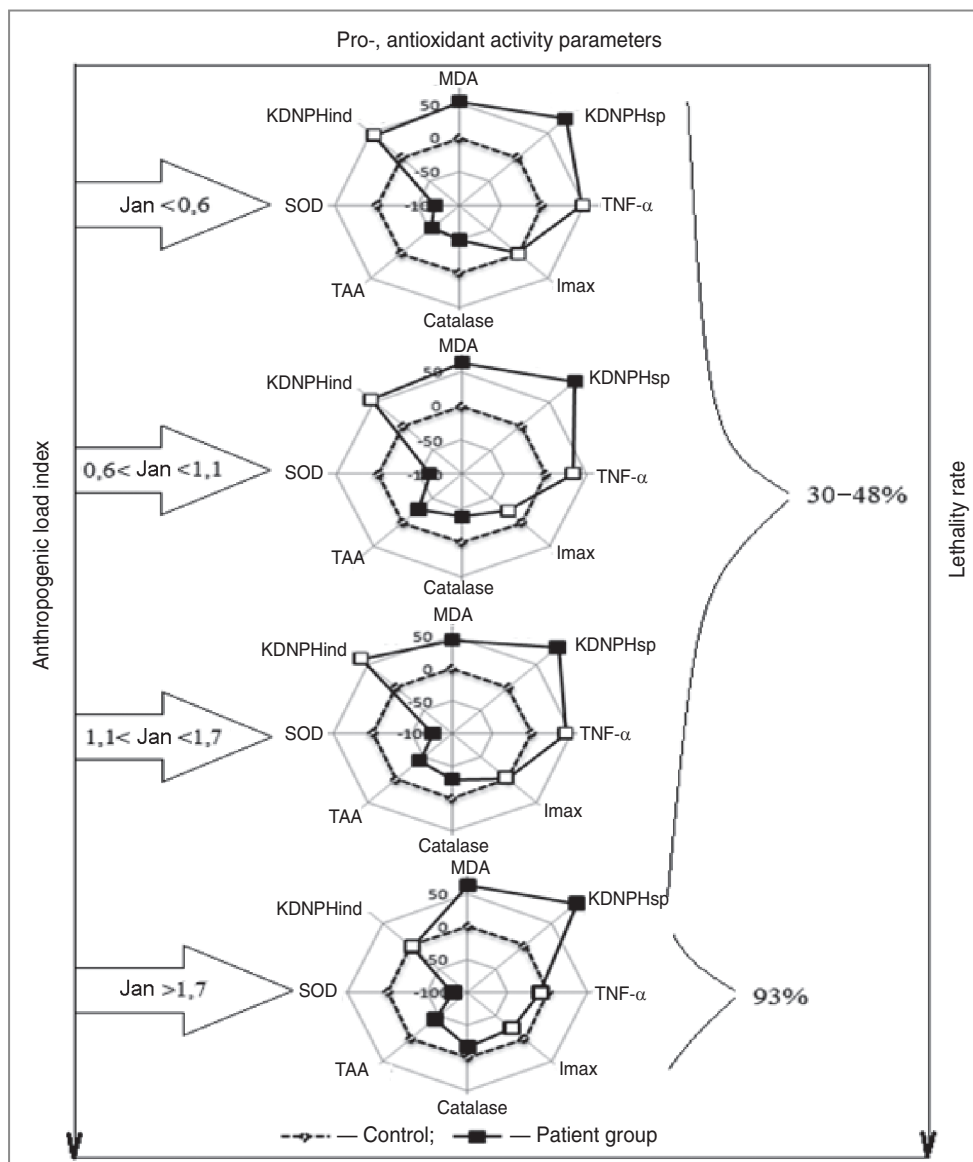 Pro-, antioxidant activity parameters
Anthropogenic load index
Lethality rate
MDA
KDNPHind
KDNPHsp
50
0
-50
Jan <0,6
SOD
TNF-α
TAA
Imax
Catalase
MDA
KDNPHind
KDNPHsp
50
0
-50
0,6< Jan <1,1
SOD
-100
TNF-α
TAA
Imax
Catalase
30–48%
MDA
KDNPHind
KDNPHsp
50
0
-50
1,1< Jan <1,7
SOD
-100
TNF-α
TAA
Imax
Catalase
MDA
KDNPHind
KDNPHsp
50
0
-50
Jan >1,7
SOD
-100
TNF-α
93%
TAA
Imax
Catalase
— Control; — Patient group